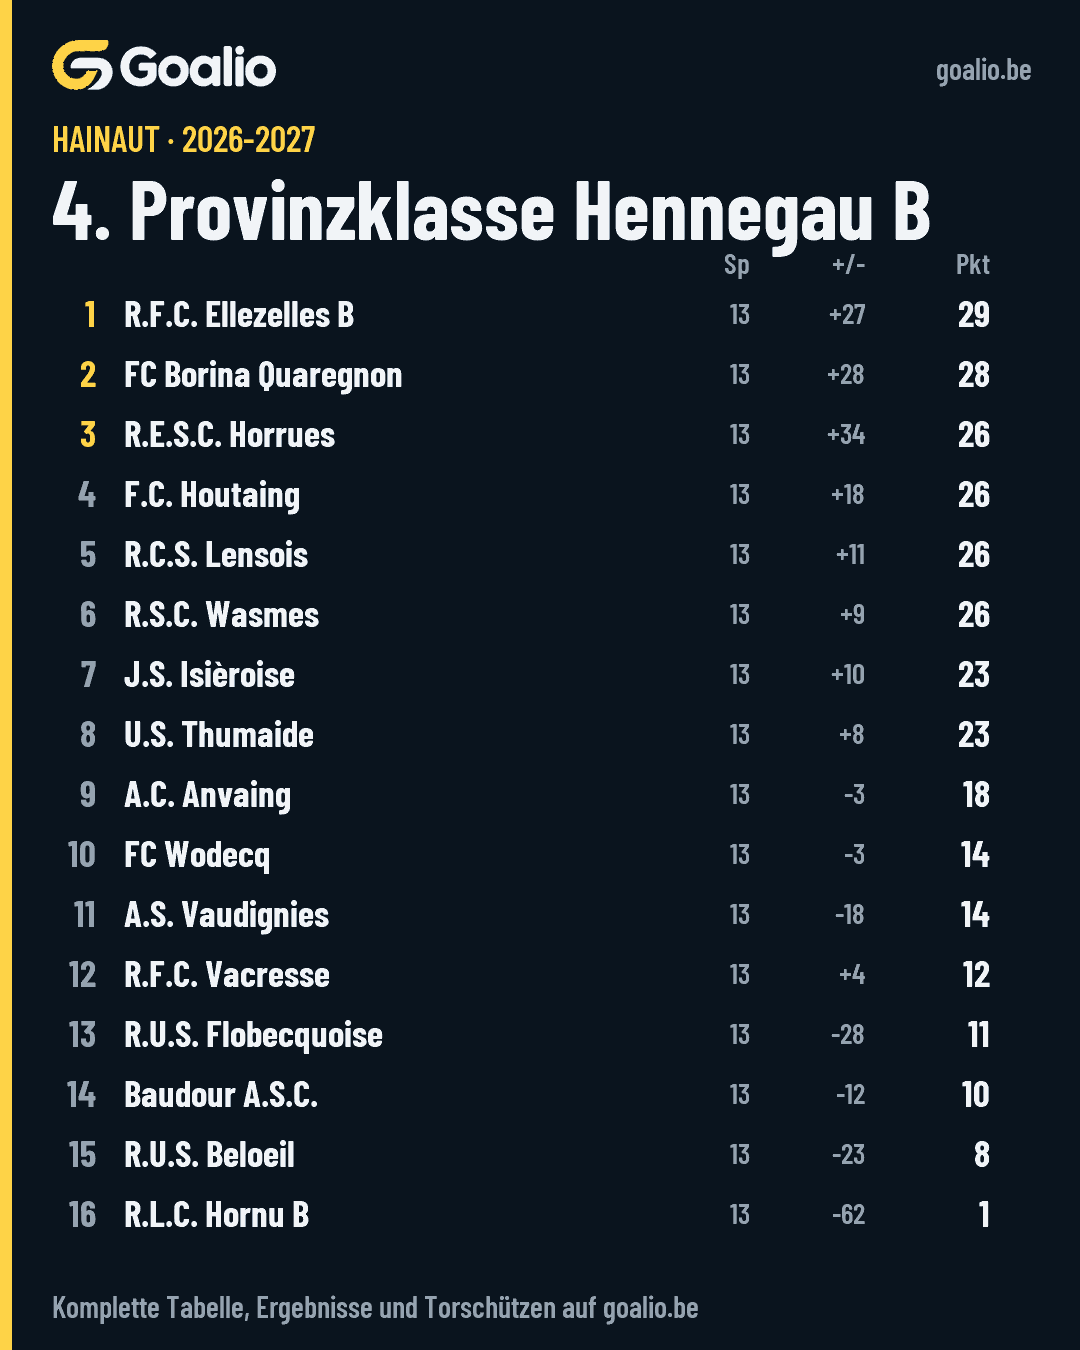 Goalio
goalio.be
HAINAUT · 2026-2027
4. Provinzklasse Hennegau B
Sp +/- Pkt
1 R.F.C. Ellezelles B 13 +27 29
2 FC Borina Quaregnon 13 +28 28
3 R.E.S.C. Horrues 13 +34 26
4 F.C. Houtaing 13 +18 26
5 R.C.S. Lensois 13 +11 26
6 R.S.C. Wasmes 13 +9 26
7 J.S. Isièroise 13 +10 23
8 U.S. Thumaide 13 +8 23
9 A.C. Anvaing 13 -3 18
10 FC Wodecq 13 -3 14
11 A.S. Vaudignies 13 -18 14
12 R.F.C. Vacresse 13 +4 12
13 R.U.S. Flobecquoise 13 -28 11
14 Baudour A.S.C. 13 -12 10
15 R.U.S. Beloeil 13 -23 8
16 R.L.C. Hornu B 13 -62 1
Komplette Tabelle, Ergebnisse und Torschützen auf goalio.be